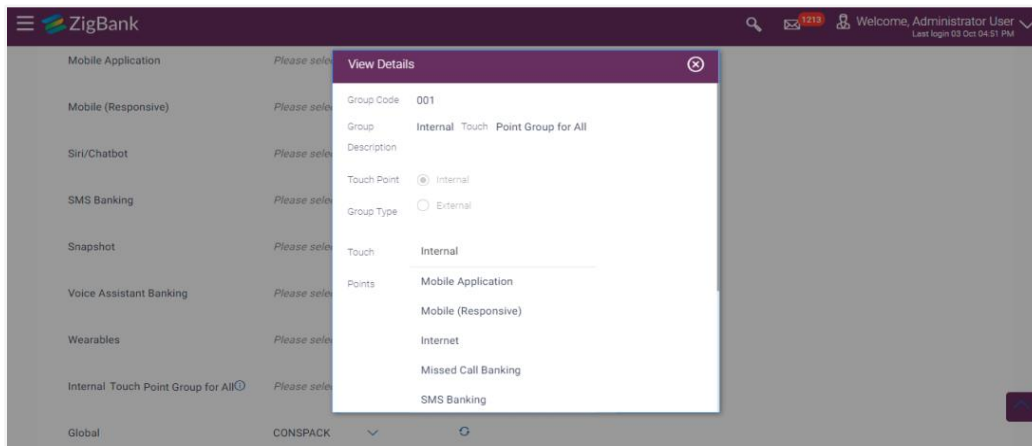 ZigBank
1213
Welcome, Administrator User
Last login 03 Oct 04:51 PM
Mobile Application
Please sele
View Details
Mobile (Responsive)
Please sele
Group Code 001
Group Internal Touch Point Group for All
Description
Siri/Chatbot
Please sele
Touch Point Internal
SMS Banking
Please sele
Group Type External
Snapshot
Please sele
Touch Internal
Points Mobile Application
Voice Assistant Banking
Please sele
Mobile (Responsive)
Wearables
Please sele
Internet
Missed Call Banking
Internal Touch Point Group for All
Please sele
SMS Banking
Global CONSPACK